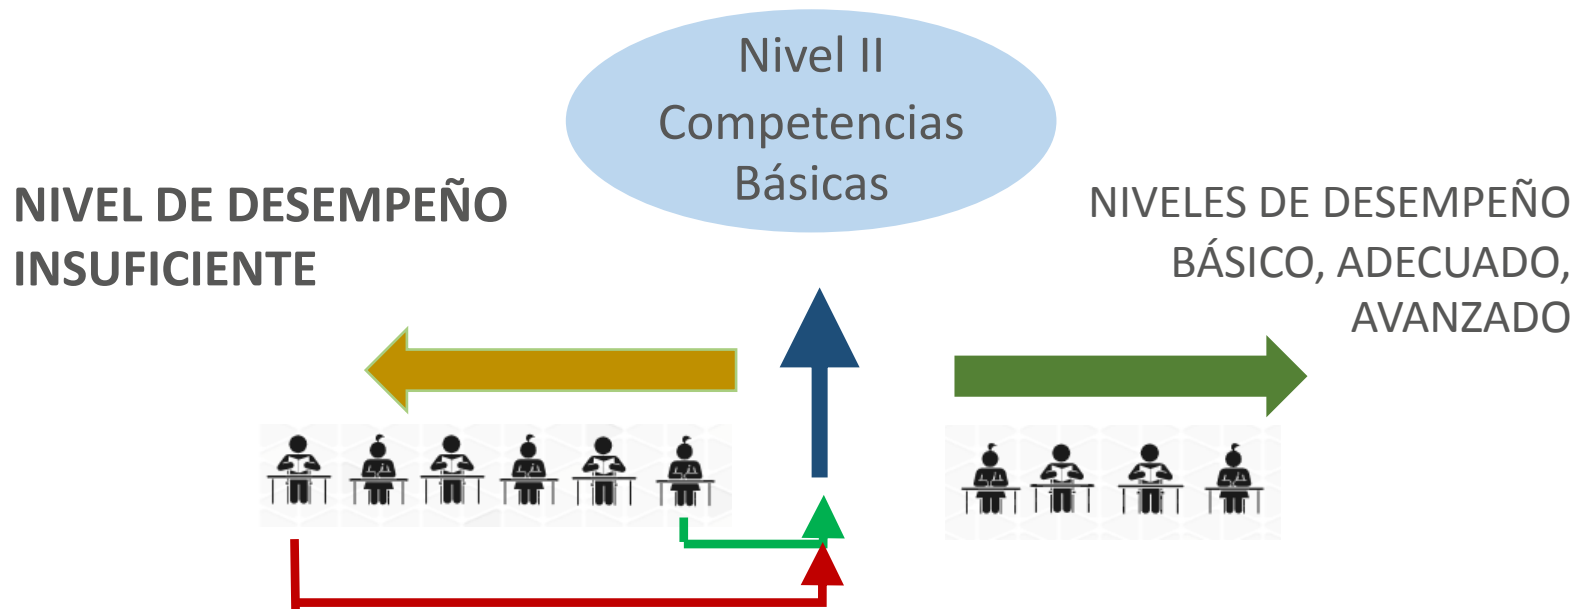 Nivel II
Competencias
Básicas
NIVEL DE DESEMPEÑO
INSUFICIENTE
NIVELES DE DESEMPEÑO
BÁSICO, ADECUADO,
AVANZADO